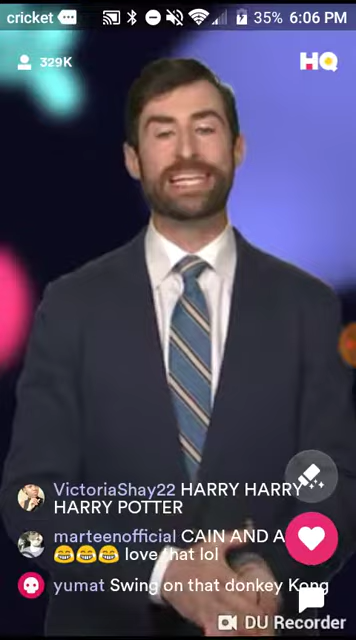 cricket 35% 6:06 PM
329K HQ
VictoriaShay22 HARRY HARRY
HARRY POTTER
marteenofficial CAIN AND A
😂😂😂 love that lol
yumat Swing on that donkey Kong
DU Recorder